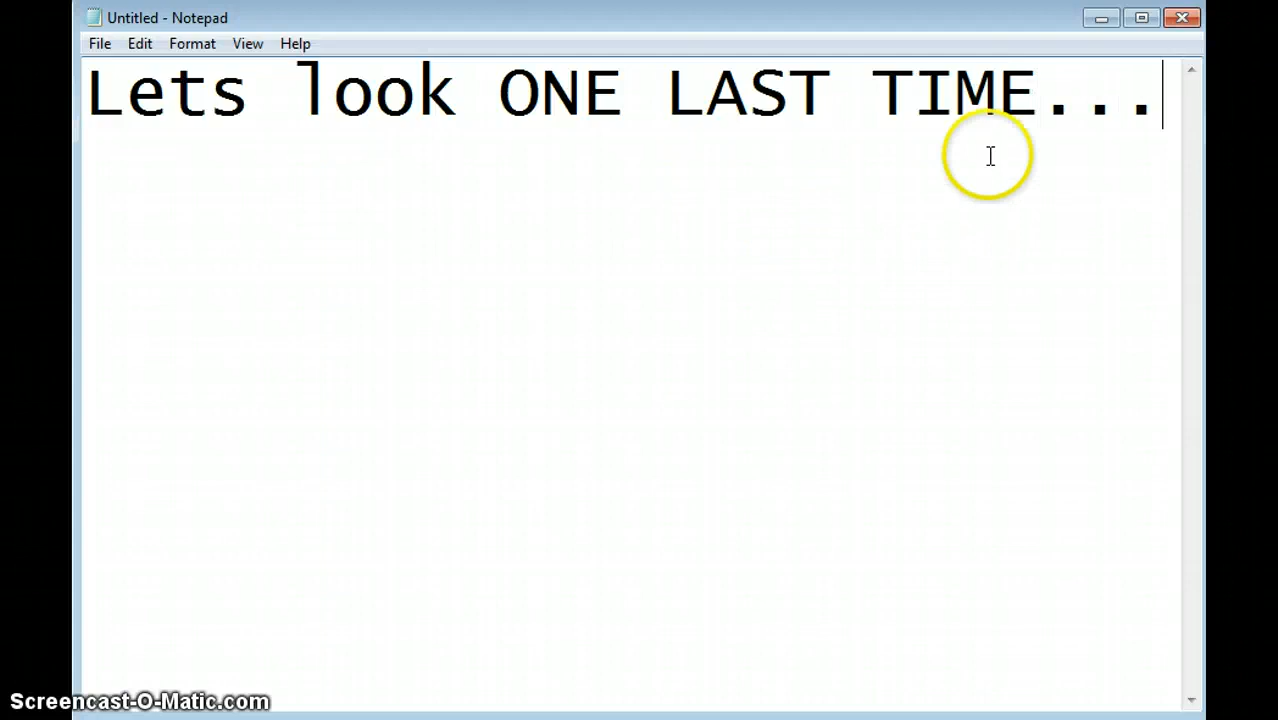 Untitled - Notepad
File Edit Format View Help
Lets look ONE LAST TIME...
Screencast-O-Matic.com